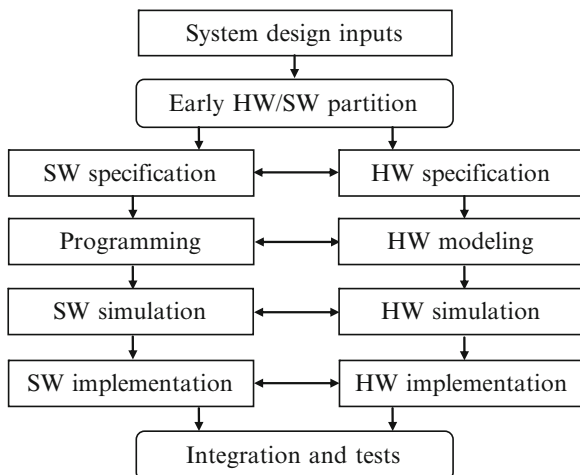 System design inputs
Early HW/SW partition
SW specification
HW specification
Programming
HW modeling
SW simulation
HW simulation
SW implementation
HW implementation
Integration and tests